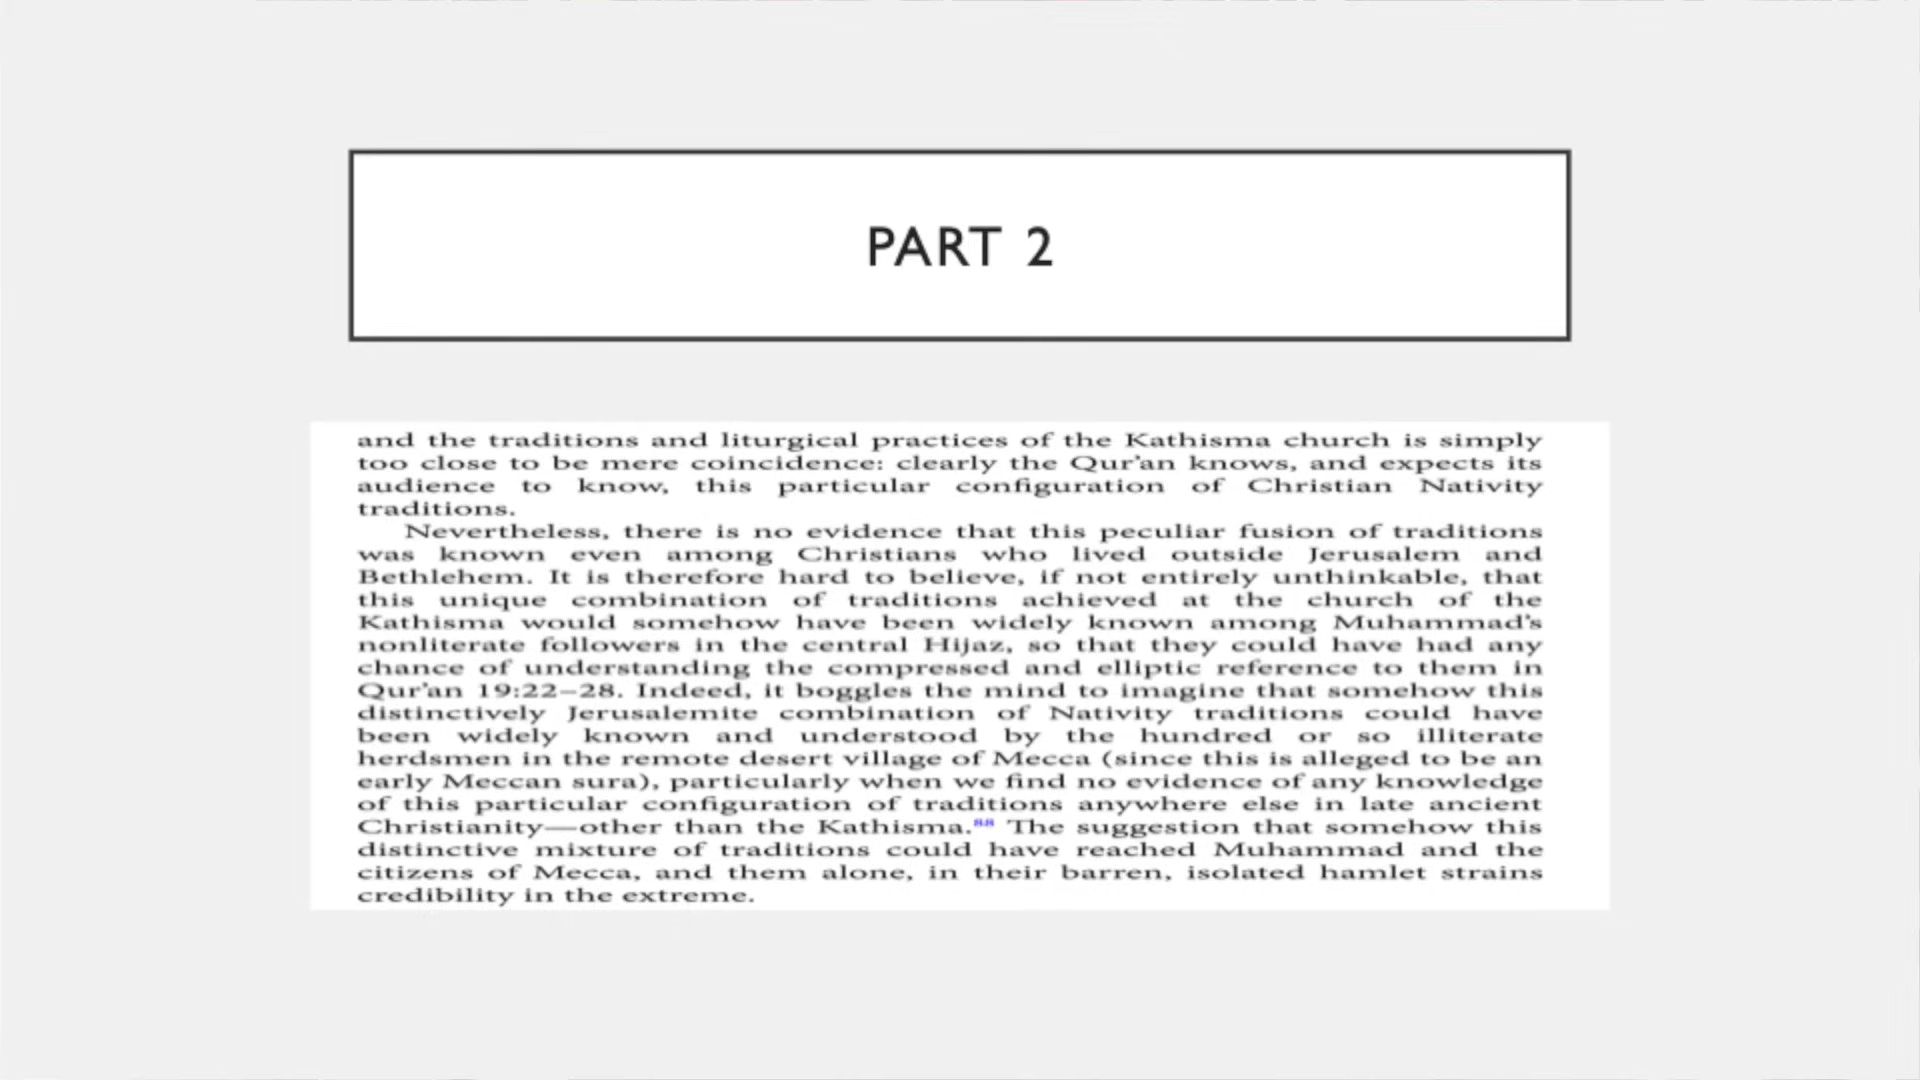 PART 2
and the traditions and liturgical practices of the Kathisma church is simply
too close to be mere coincidence: clearly the Qur’an knows, and expects its
audience to know, this particular configuration of Christian Nativity
traditions.
Nevertheless, there is no evidence that this peculiar fusion of traditions
was known even among Christians who lived outside Jerusalem and
Bethlehem. It is therefore hard to believe, if not entirely unthinkable, that
this unique combination of traditions achieved at the church of the
Kathisma would somehow have been widely known among Muhammad’s
nonliterate followers in the central Hijaz, so that they could have had any
chance of understanding the compressed and elliptic reference to them in
Qur’an 19:22–28. Indeed, it boggles the mind to imagine that somehow this
distinctively Jerusalemite combination of Nativity traditions could have
been widely known and understood by the hundred or so illiterate
herdsmen in the remote desert village of Mecca (since this is alleged to be an
early Meccan sura), particularly when we find no evidence of any knowledge
of this particular configuration of traditions anywhere else in late ancient
Christianity—other than the Kathisma.88 The suggestion that somehow this
distinctive mixture of traditions could have reached Muhammad and the
citizens of Mecca, and them alone, in their barren, isolated hamlet strains
credibility in the extreme.